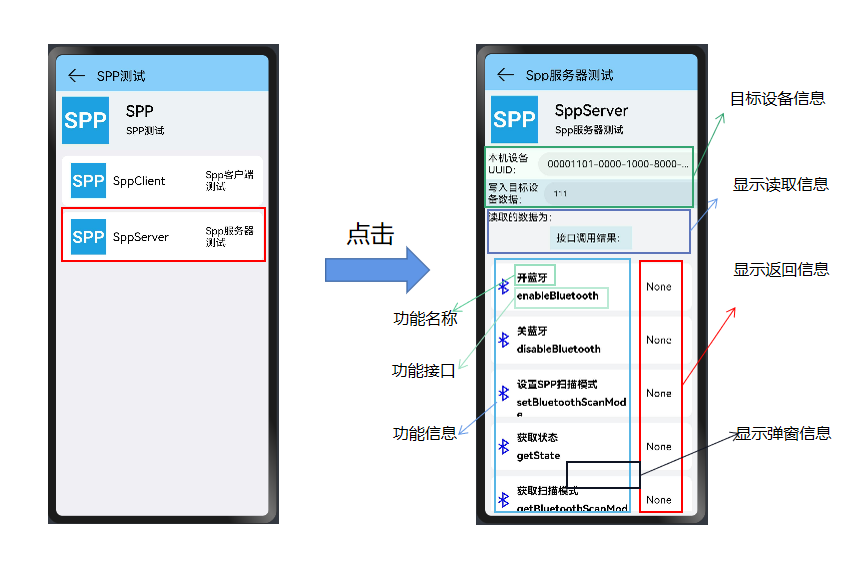 SPP测试
SPP
SPP
SPP测试
SPP
SppClient
Spp客户端
测试
SPP
SppServer
Spp服务器
测试
点击
Spp服务器测试
SPP
SppServer
Spp服务器测试
本机设备
UUID:
00001101-0000-1000-8000-...
写入目标设
备数据:
111
读取的数据为:
接口调用结果:
开蓝牙
enableBluetooth
None
关蓝牙
disableBluetooth
None
设置SPP扫描模式
setBluetoothScanMod
e
None
获取状态
getState
None
获取扫描模式
getBluetoothScanMod
None
目标设备信息
显示读取信息
显示返回信息
显示弹窗信息
功能名称
功能接口
功能信息